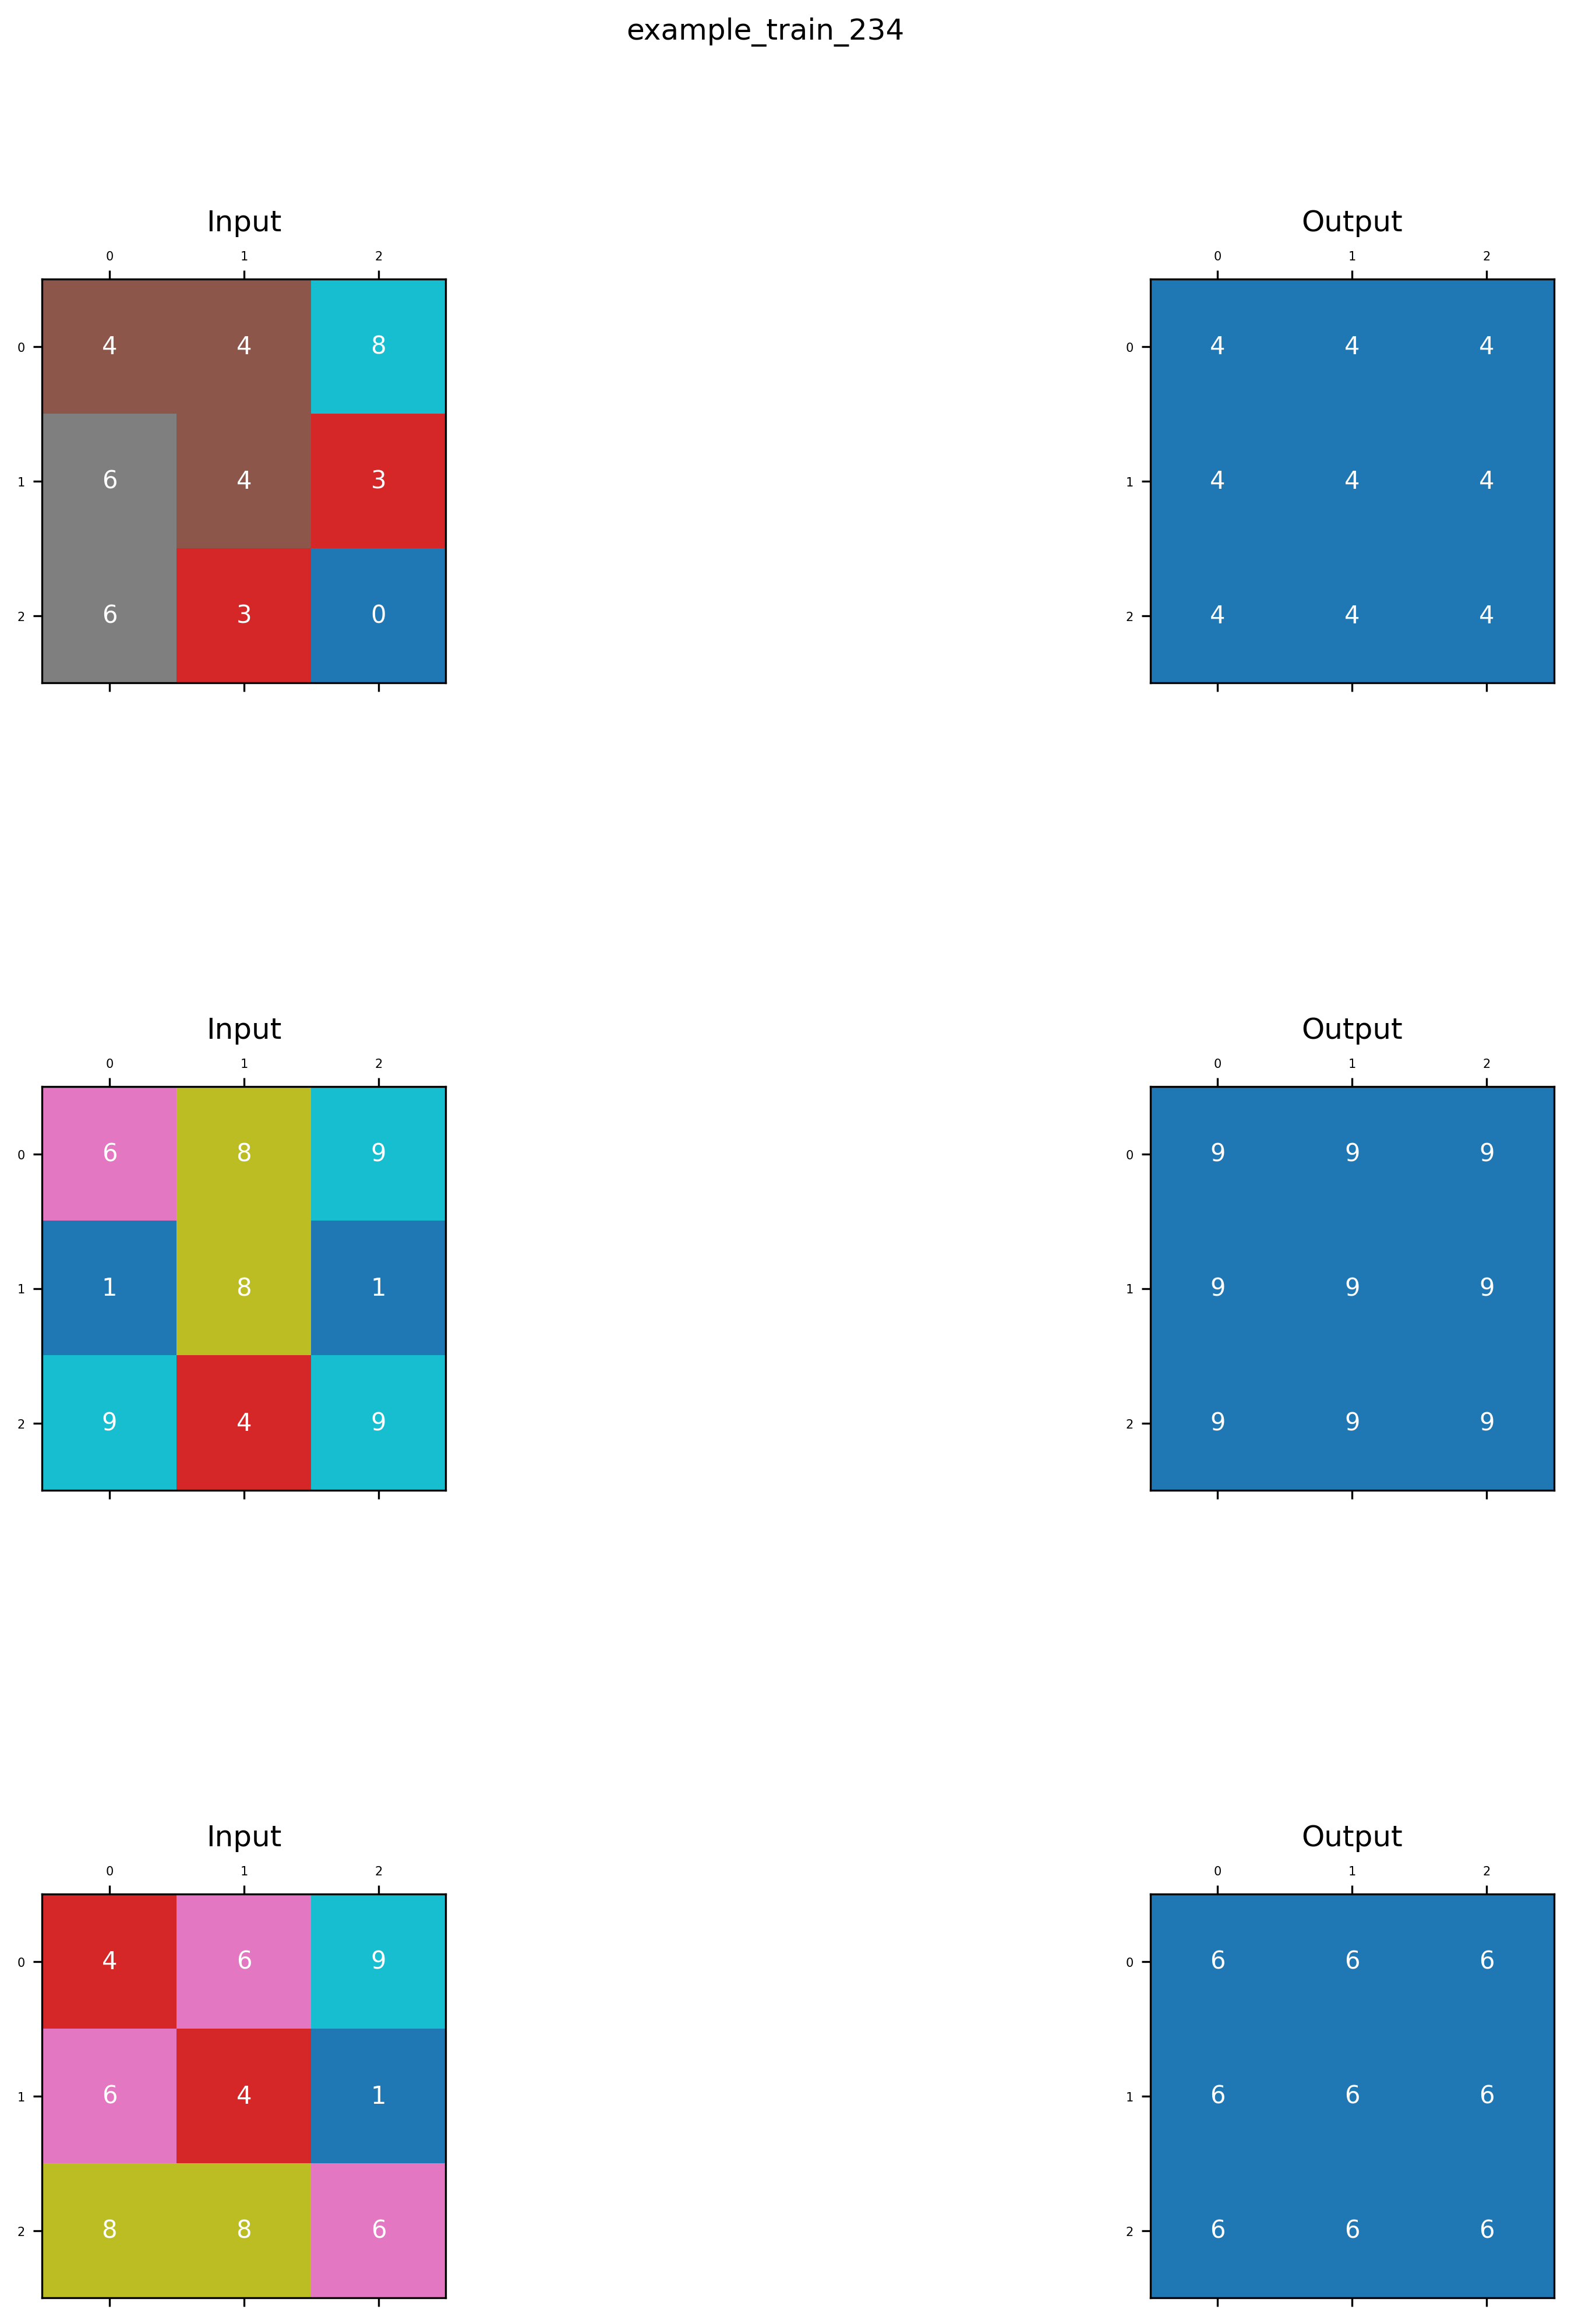 example_train_234
Input Output
0 1 2 0 1 2
0 4 4 8 0 4 4 4
1 6 4 3 1 4 4 4
2 6 3 0 2 4 4 4
Input Output
0 1 2 0 1 2
0 6 8 9 0 9 9 9
1 1 8 1 1 9 9 9
2 9 4 9 2 9 9 9
Input Output
0 1 2 0 1 2
0 4 6 9 0 6 6 6
1 6 4 1 1 6 6 6
2 8 8 6 2 6 6 6